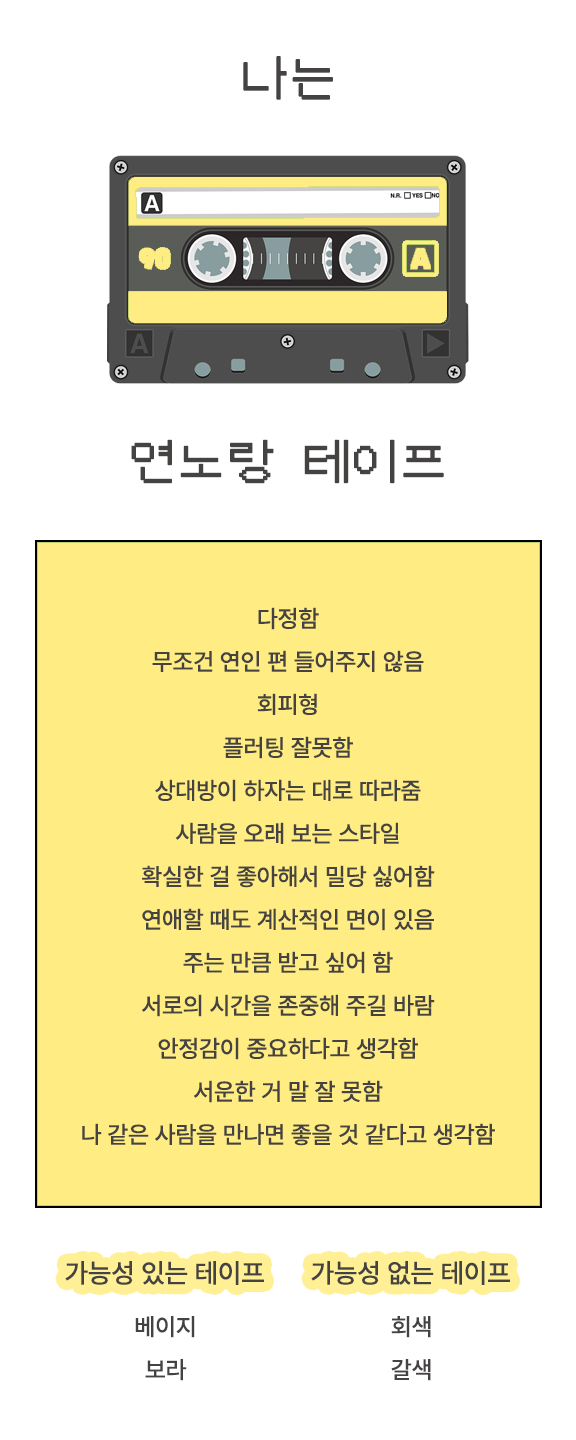 나는
A
N.R. □ YES □ NO
90
A
A
연노랑 테이프
다정함
무조건 연인 편 들어주지 않음
회피형
플러팅 잘못함
상대방이 하자는 대로 따라줌
사람을 오래 보는 스타일
확실한 걸 좋아해서 밀당 싫어함
연애할 때도 계산적인 면이 있음
주는 만큼 받고 싶어 함
서로의 시간을 존중해 주길 바람
안정감이 중요하다고 생각함
서운한 거 말 잘 못함
나 같은 사람을 만나면 좋을 것 같다고 생각함
가능성 있는 테이프 가능성 없는 테이프
베이지 회색
보라 갈색